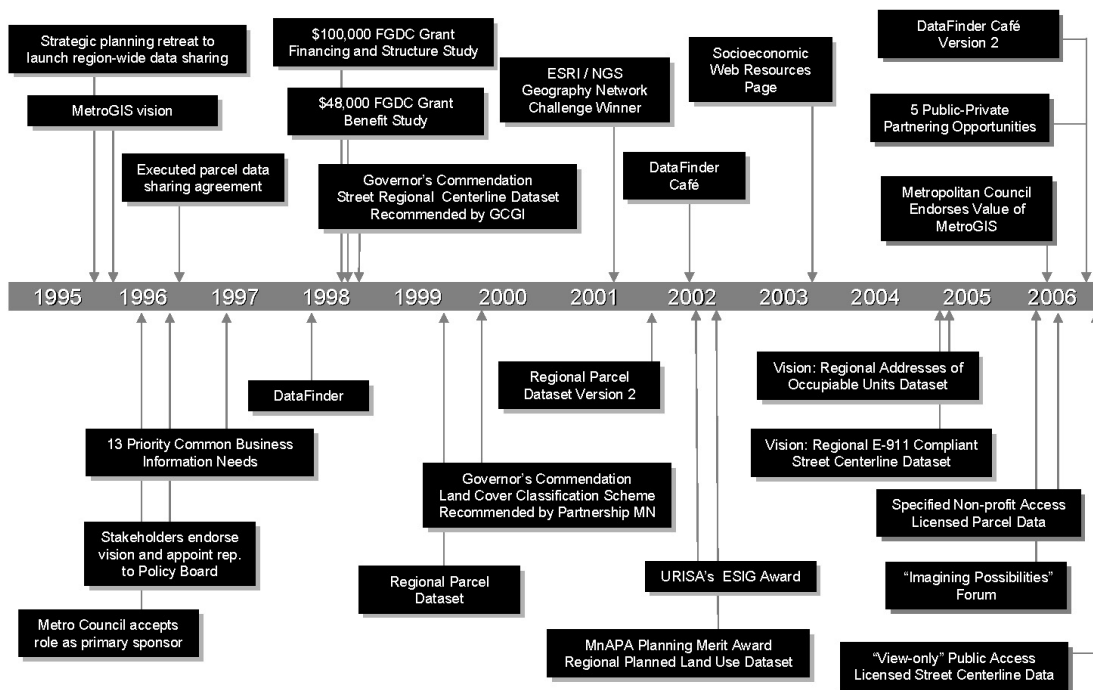 Strategic planning retreat to
launch region-wide data sharing
MetroGIS vision
Executed parcel data
sharing agreement
$100,000 FGDC Grant
Financing and Structure Study
$48,000 FGDC Grant
Benefit Study
Governor's Commendation
Street Regional Centerline Dataset
Recommended by GCGI
ESRI / NGS
Geography Network
Challenge Winner
DataFinder
Café
Socioeconomic
Web Resources
Page
DataFinder Café
Version 2
5 Public-Private
Partnering Opportunities
Metropolitan Council
Endorses Value of
MetroGIS
1995 1996 1997 1998 1999 2000 2001 2002 2003 2004 2005 2006
DataFinder
13 Priority Common Business
Information Needs
Stakeholders endorse
vision and appoint rep.
to Policy Board
Metro Council accepts
role as primary sponsor
Regional Parcel
Dataset Version 2
Governor's Commendation
Land Cover Classification Scheme
Recommended by Partnership MN
Regional Parcel
Dataset
URISA's ESIG Award
MnAPA Planning Merit Award
Regional Planned Land Use Dataset
Vision: Regional Addresses of
Occupiable Units Dataset
Vision: Regional E-911 Compliant
Street Centerline Dataset
Specified Non-profit Access
Licensed Parcel Data
"Imagining Possibilities"
Forum
"View-only" Public Access
Licensed Street Centerline Data